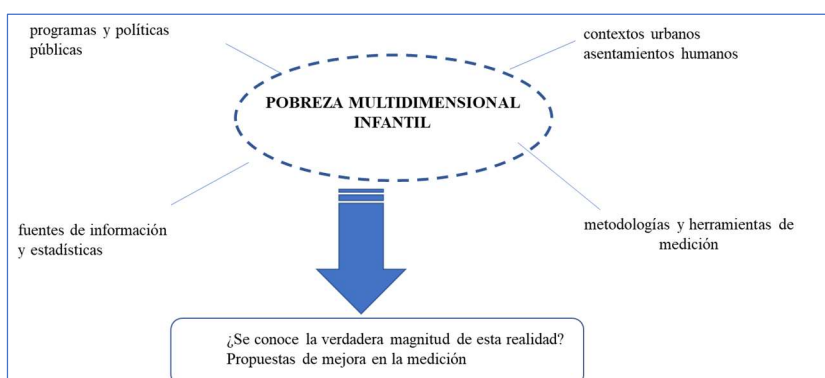 programas y políticas
públicas
contextos urbanos
asentamientos humanos
POBREZA MULTIDIMENSIONAL
INFANTIL
fuentes de información
y estadísticas
metodologías y herramientas de
medición
¿Se conoce la verdadera magnitud de esta realidad?
Propuestas de mejora en la medición